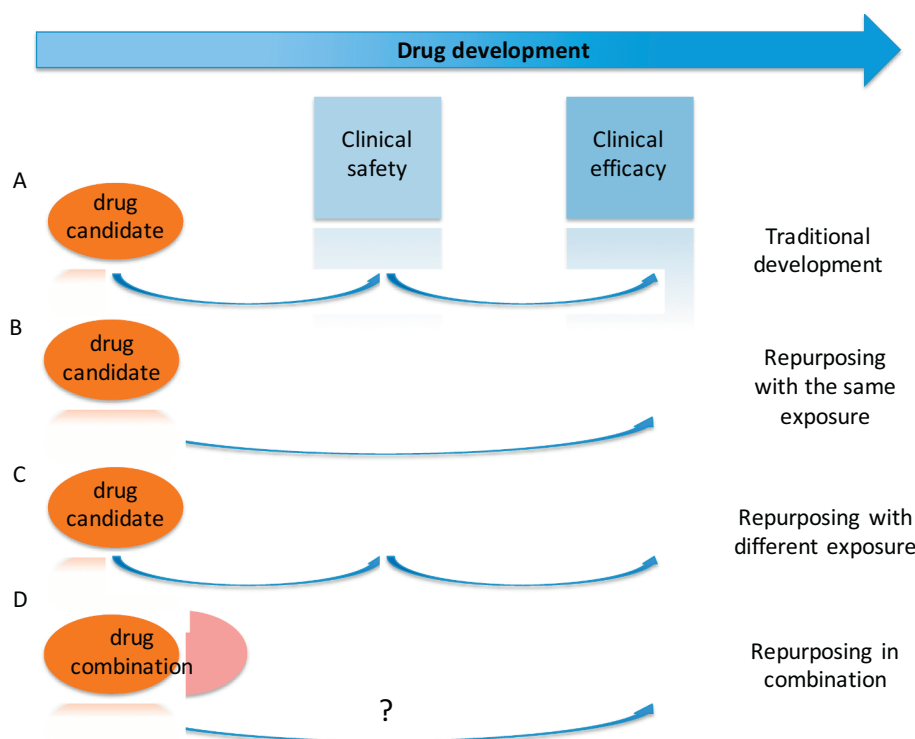 Drug development
Clinical
safety
Clinical
efficacy
A
drug
candidate
Traditional
development
B
drug
candidate
Repurposing
with the same
exposure
C
drug
candidate
Repurposing with
different exposure
D
drug
combination
?
Repurposing in
combination